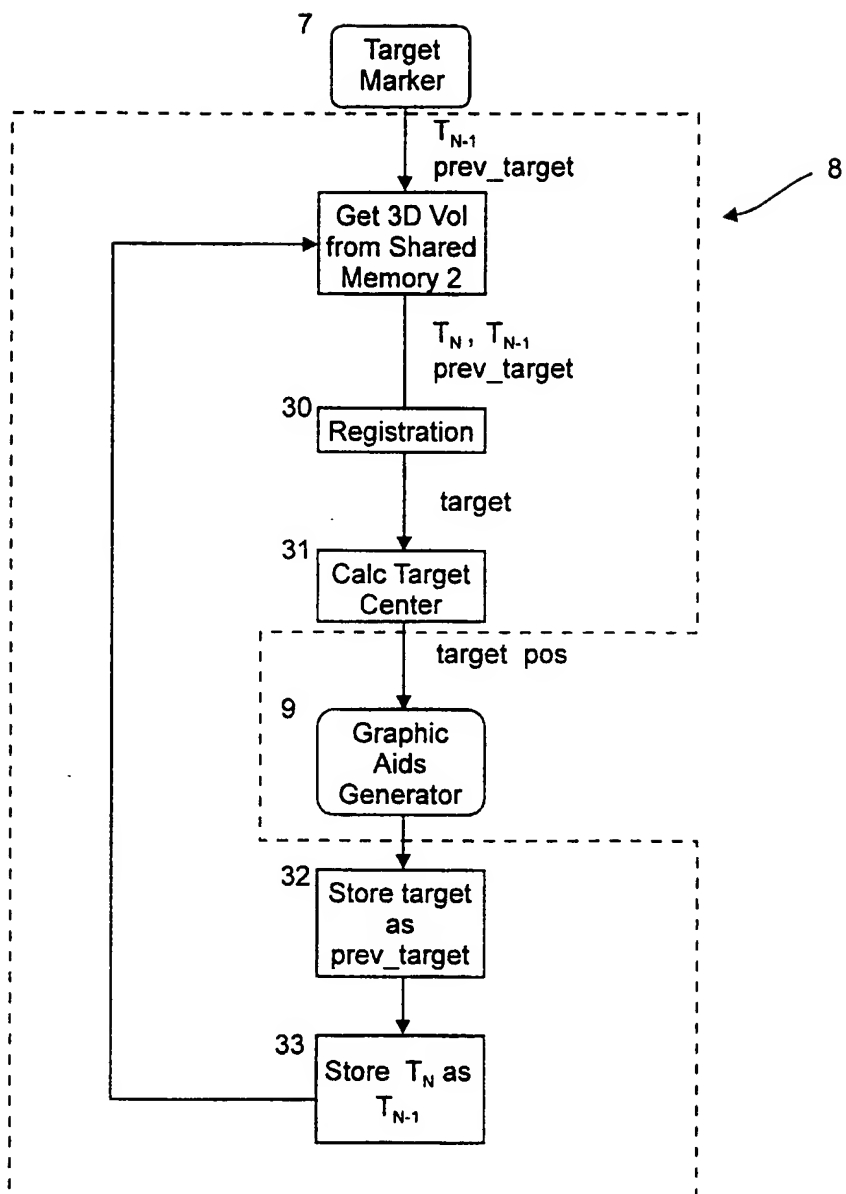 7
Target
Marker
T_{N-1}
prev_target
8
Get 3D Vol
from Shared
Memory 2
T_N , T_{N-1}
prev_target
30
Registration
target
31
Calc Target
Center
target pos
9
Graphic
Aids
Generator
32
Store target
as
prev_target
33
Store T_N as
T_{N-1}